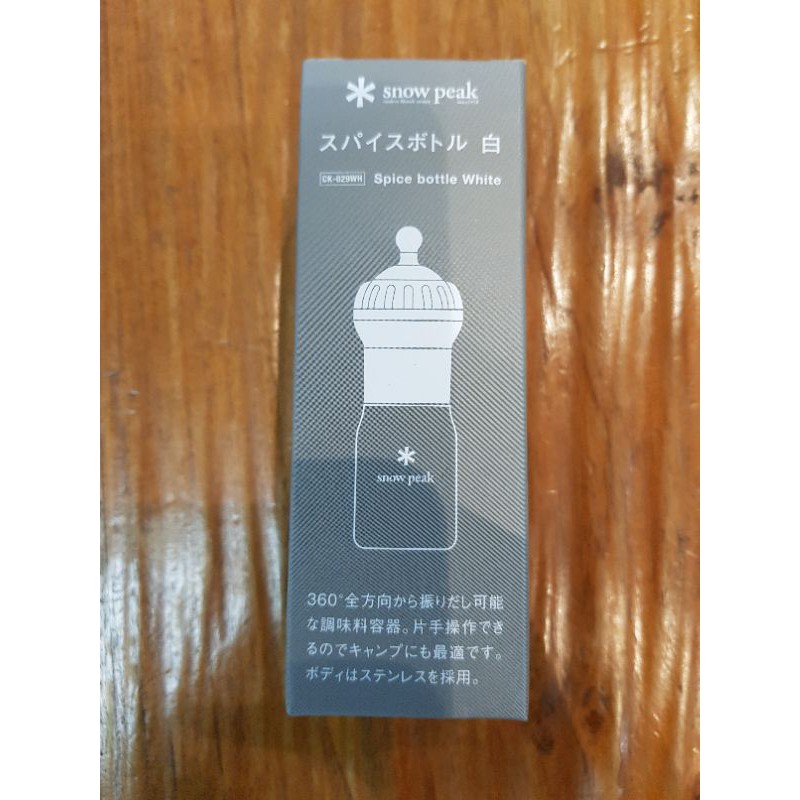 snow peak
スパイスボトル 白
CK-029WH Spice bottle White
snow peak
360°全方向から振りだし可能
な調味料容器。片手操作でき
るのでキャンプにも最適です。
ボディはステンレスを採用。